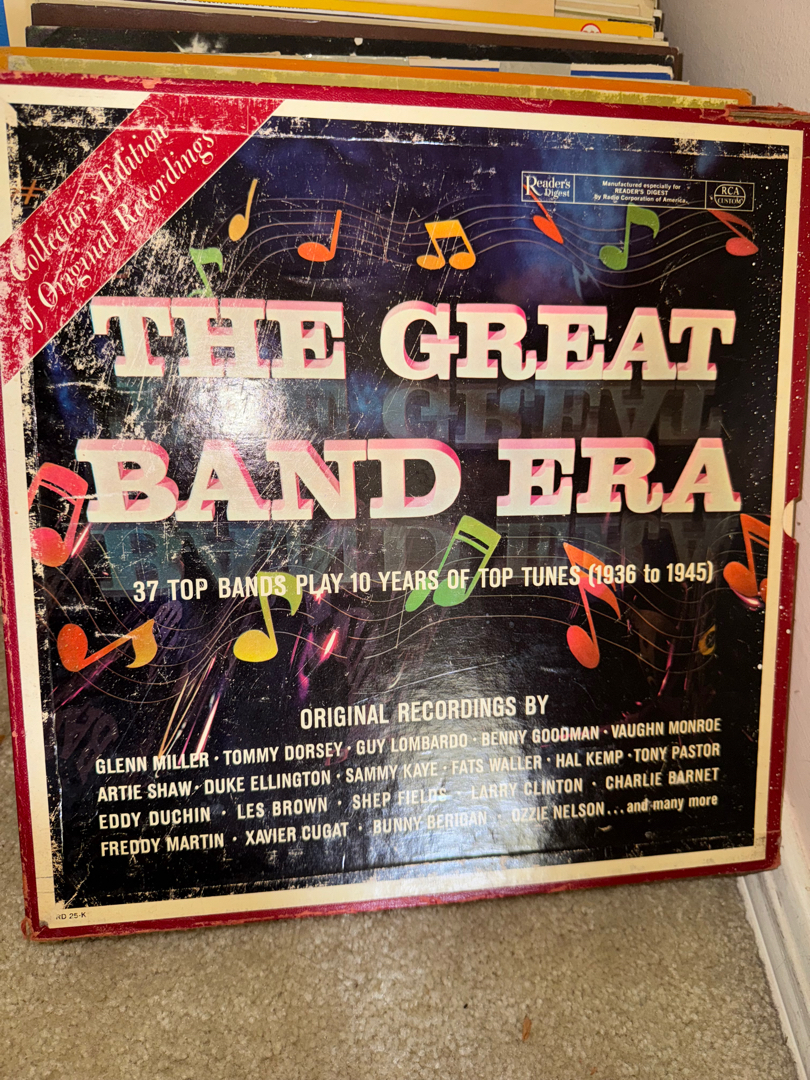 Collector's Edition
of Original Recordings
Reader's
Digest
Manufactured especially for
READER'S DIGEST
By Radio Corporation of America
RCA
CUSTOM
THE GREAT
BAND ERA
37 TOP BANDS PLAY 10 YEARS OF TOP TUNES (1936 to 1945)
ORIGINAL RECORDINGS BY
GLENN MILLER · TOMMY DORSEY · GUY LOMBARDO · BENNY GOODMAN · VAUGHN MONROE
ARTIE SHAW · DUKE ELLINGTON · SAMMY KAYE · FATS WALLER · HAL KEMP · TONY PASTOR
EDDY DUCHIN · LES BROWN · SHEP FIELDS · LARRY CLINTON · CHARLIE BARNET
FREDDY MARTIN · XAVIER CUGAT · BUNNY BERIGAN · OZZIE NELSON ... and many more
RD 25-K